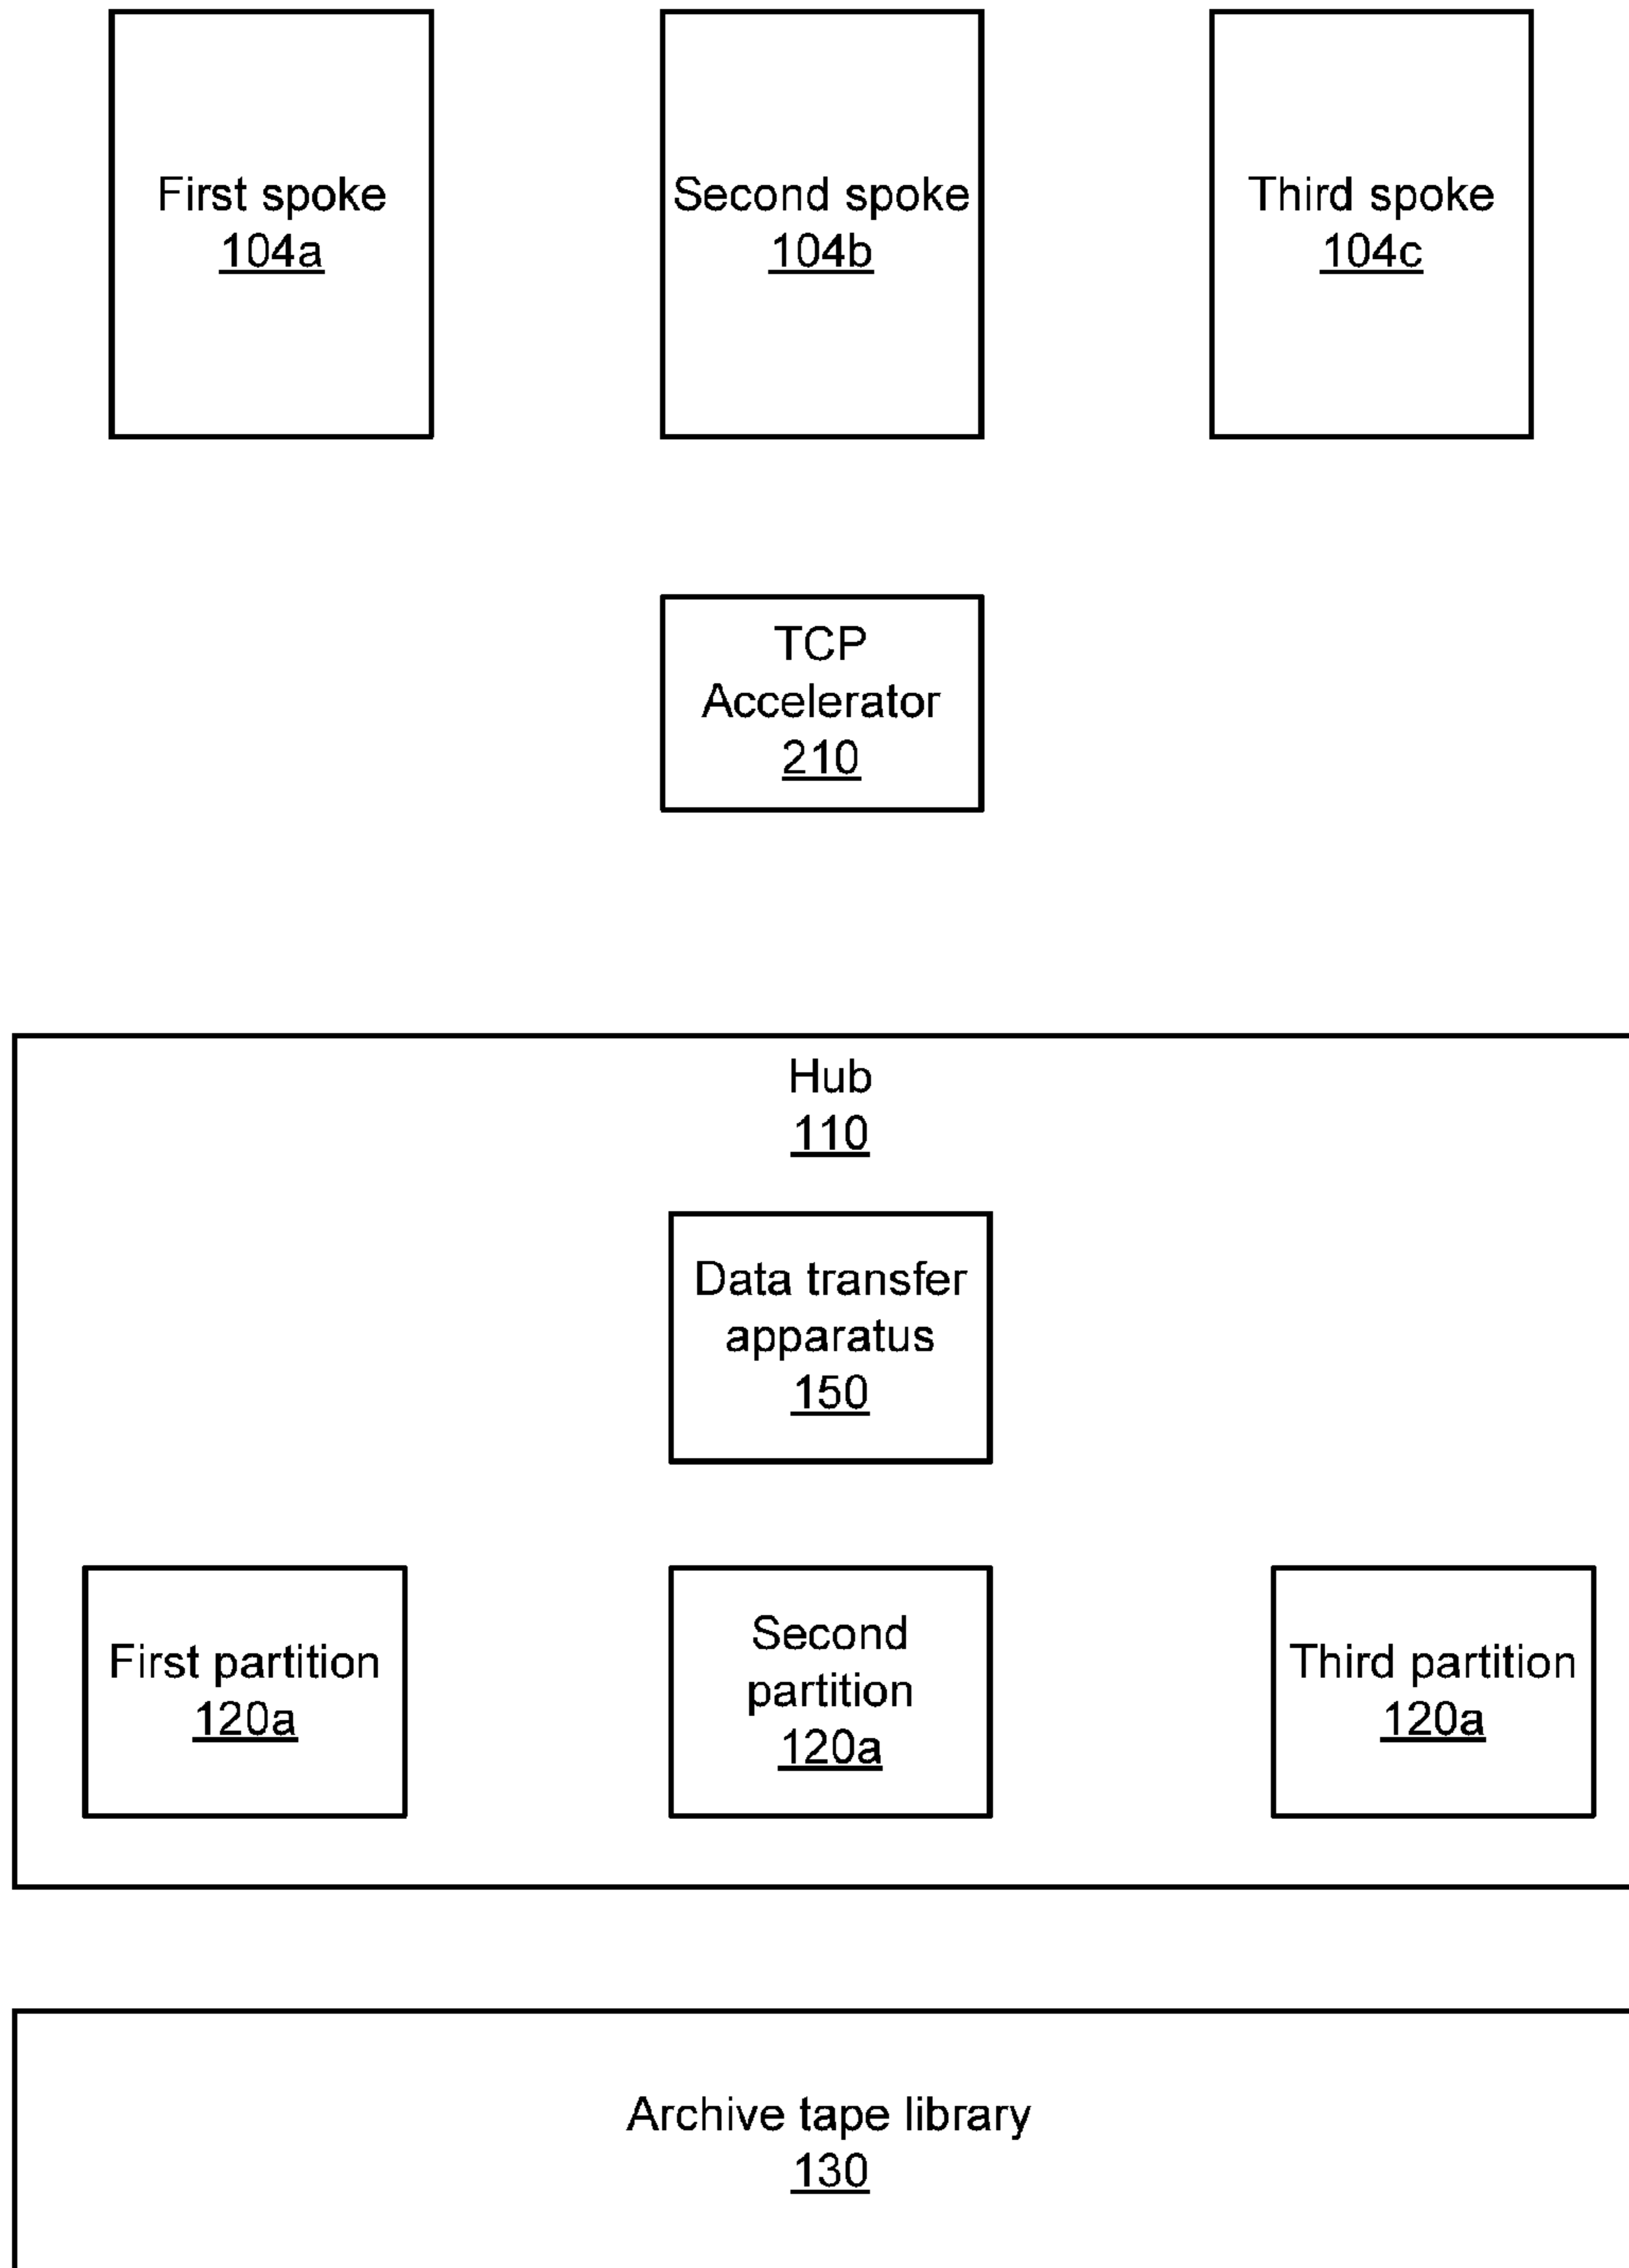 First spoke
104a
Second spoke
104b
Third spoke
104c
TCP
Accelerator
210
Hub
110
Data transfer
apparatus
150
First partition
120a
Second
partition
120a
Third partition
120a
Archive tape library
130